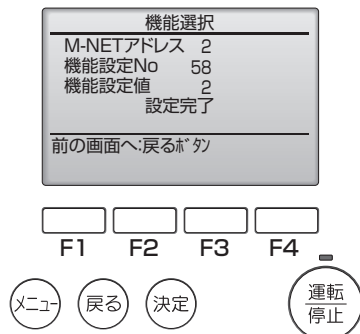 機能選択
M-NETアドレス 2
機能設定No 58
機能設定値 2
設定完了
前の画面へ:戻るボタン
F1 F2 F3 F4
メニュー 戻る 決定 運転
停止